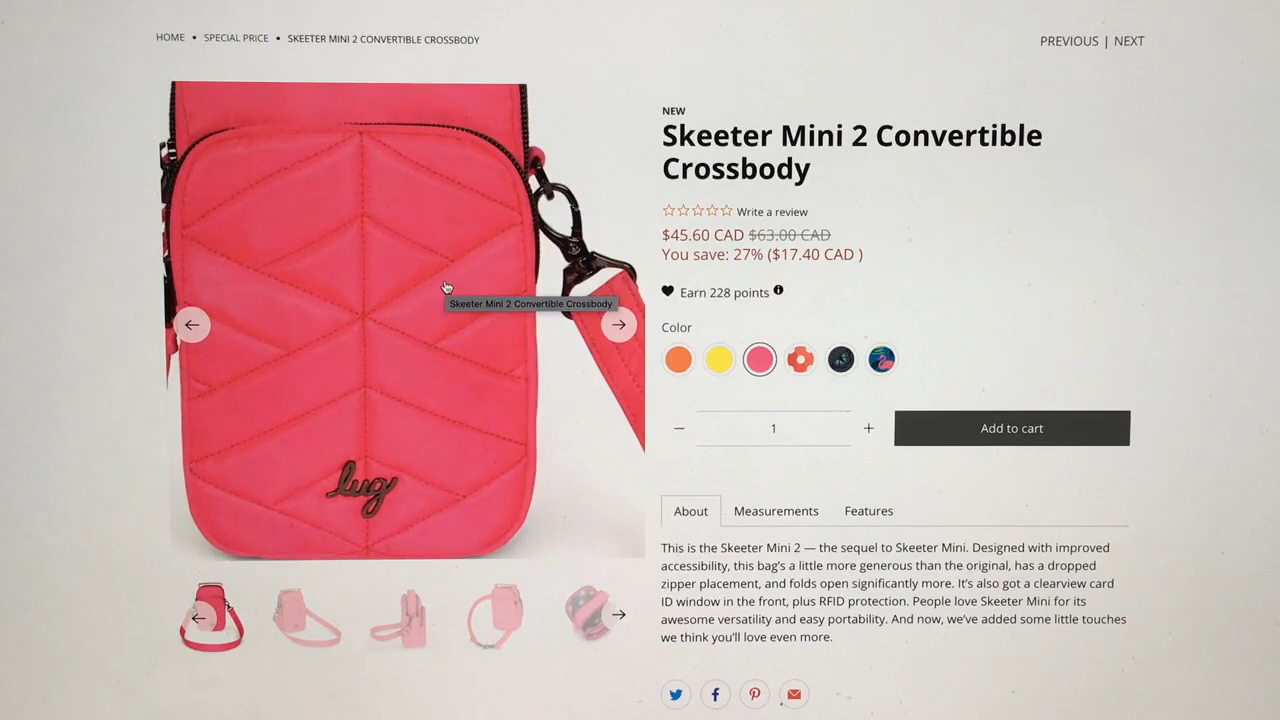 HOME • SPECIAL PRICE • SKEETER MINI 2 CONVERTIBLE CROSSBODY
PREVIOUS | NEXT
NEW
Skeeter Mini 2 Convertible
Crossbody
Write a review
$45.60 CAD $63.00 CAD
You save: 27% ($17.40 CAD )
Earn 228 points
Skeeter Mini 2 Convertible Crossbody
Color
1
Add to cart
lug
About
Measurements
Features
This is the Skeeter Mini 2 — the sequel to Skeeter Mini. Designed with improved
accessibility, this bag's a little more generous than the original, has a dropped
zipper placement, and folds open significantly more. It's also got a clearview card
ID window in the front, plus RFID protection. People love Skeeter Mini for its
awesome versatility and easy portability. And now, we've added some little touches
we think you'll love even more.